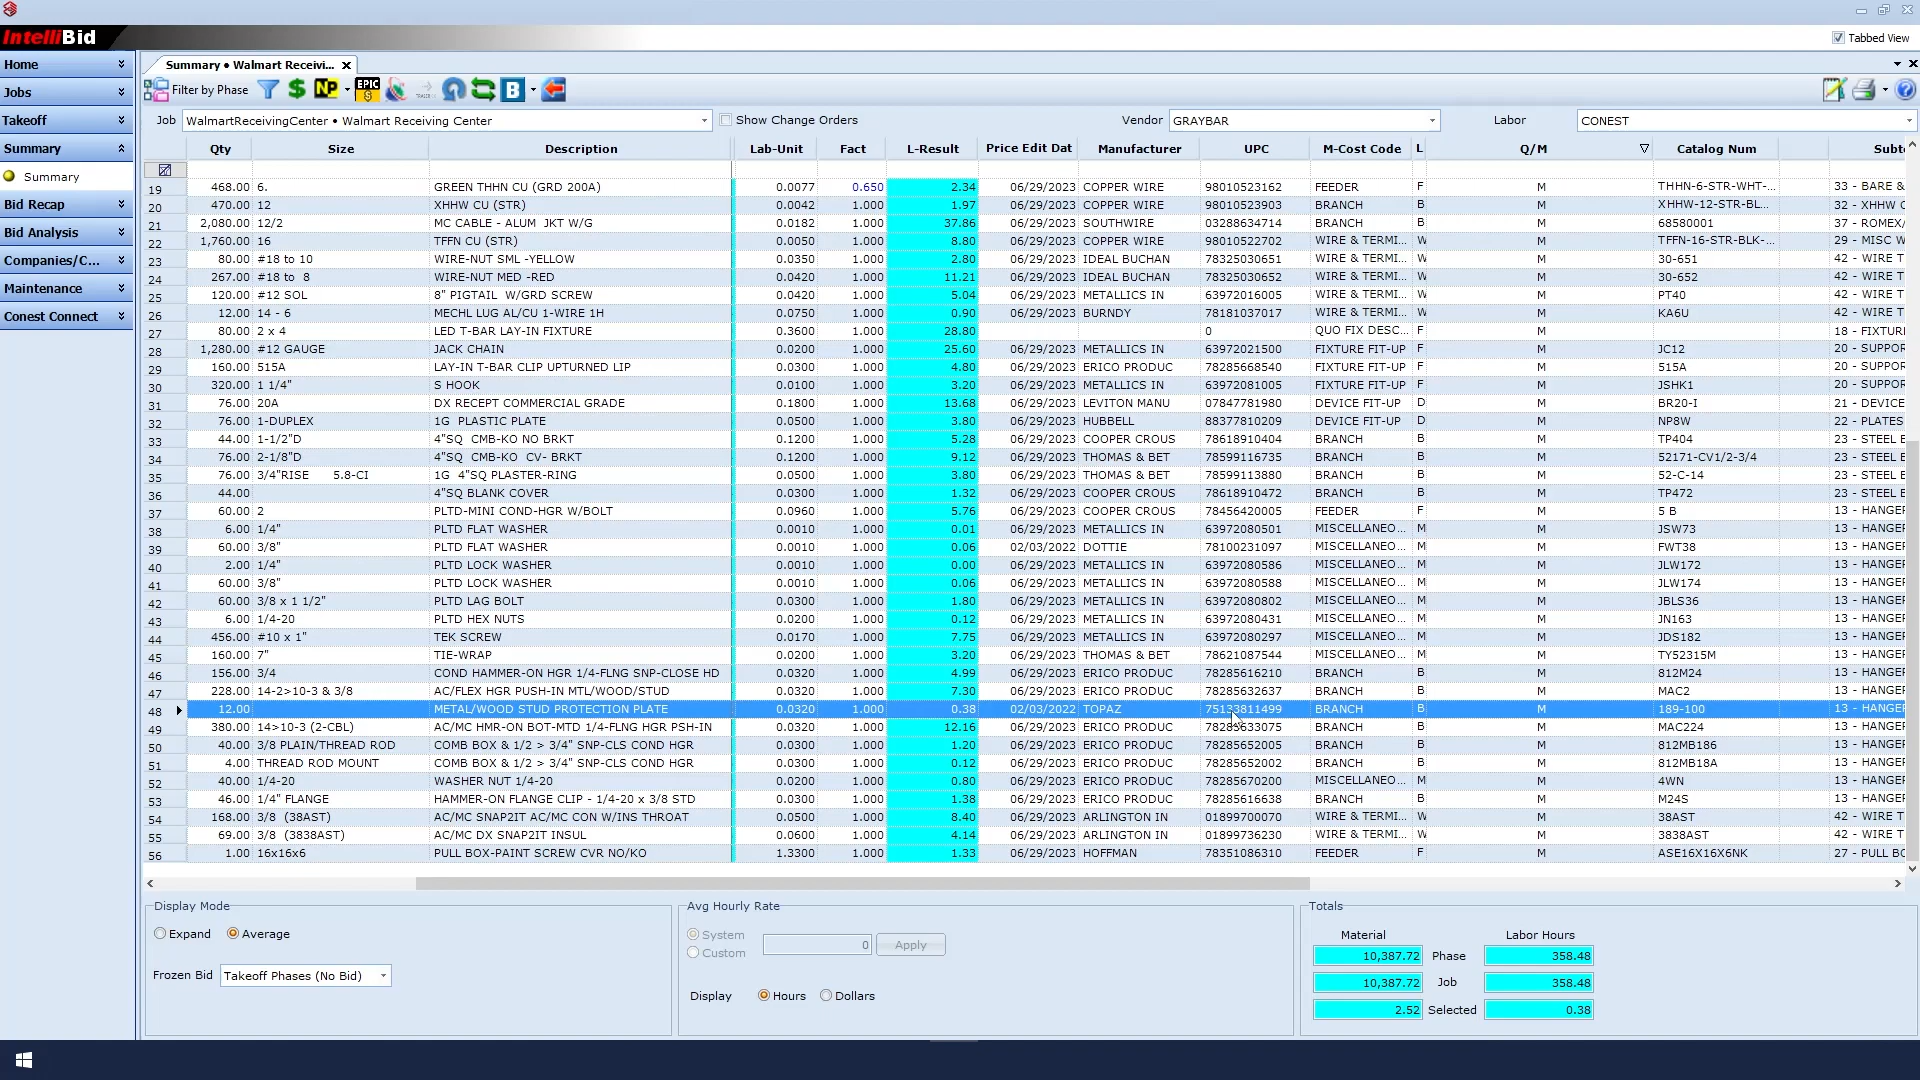 IntelliBid
Tabbed View
Home
Jobs
Takeoff
Summary
Summary
Bid Recap
Bid Analysis
Companies/C...
Maintenance
Conest Connect
Summary • Walmart Receivi...
Filter by Phase
NP
EPIC
B
Job WalmartReceivingCenter • Walmart Receiving Center Show Change Orders Vendor GRAYBAR Labor CONEST
Qty Size Description Lab-Unit Fact L-Result Price Edit Dat Manufacturer UPC M-Cost Code L Q/M Catalog Num Subt
19 468.00 6. GREEN THHN CU (GRD 200A) 0.0077 0.650 2.34 06/29/2023 COPPER WIRE 98010523162 FEEDER F M THHN-6-STR-WHT-... 33 - BARE &
20 470.00 12 XHHW CU (STR) 0.0042 1.000 1.97 06/29/2023 COPPER WIRE 98010523903 BRANCH B M XHHW-12-STR-BL... 32 - XHHW C
21 2,080.00 12/2 MC CABLE - ALUM JKT W/G 0.0182 1.000 37.86 06/29/2023 SOUTHWIRE 03288634714 BRANCH B M 68580001 37 - ROMEX/
22 1,760.00 16 TFFN CU (STR) 0.0050 1.000 8.80 06/29/2023 COPPER WIRE 98010522702 WIRE & TERMI... W M TFFN-16-STR-BLK-... 29 - MISC W
23 80.00 #18 to 10 WIRE-NUT SML -YELLOW 0.0350 1.000 2.80 06/29/2023 IDEAL BUCHAN 78325030651 WIRE & TERMI... W M 30-651 42 - WIRE T
24 267.00 #18 to 8 WIRE-NUT MED -RED 0.0420 1.000 11.21 06/29/2023 IDEAL BUCHAN 78325030652 WIRE & TERMI... W M 30-652 42 - WIRE T
25 120.00 #12 SOL 8" PIGTAIL W/GRD SCREW 0.0420 1.000 5.04 06/29/2023 METALLICS IN 63972016005 WIRE & TERMI... W M PT40 42 - WIRE T
26 12.00 14 - 6 MECHL LUG AL/CU 1-WIRE 1H 0.0750 1.000 0.90 06/29/2023 BURNDY 78181037017 WIRE & TERMI... W M KA6U 42 - WIRE T
27 80.00 2 x 4 LED T-BAR LAY-IN FIXTURE 0.3600 1.000 28.80 0 QUO FIX DESC... F M 18 - FIXTUR
28 1,280.00 #12 GAUGE JACK CHAIN 0.0200 1.000 25.60 06/29/2023 METALLICS IN 63972021500 FIXTURE FIT-UP F M JC12 20 - SUPPOR
29 160.00 515A LAY-IN T-BAR CLIP UPTURNED LIP 0.0300 1.000 4.80 06/29/2023 ERICO PRODUC 78285668540 FIXTURE FIT-UP F M 515A 20 - SUPPOR
30 320.00 1 1/4" S HOOK 0.0100 1.000 3.20 06/29/2023 METALLICS IN 63972081005 FIXTURE FIT-UP F M JSHK1 20 - SUPPOR
31 76.00 20A DX RECEPT COMMERCIAL GRADE 0.1800 1.000 13.68 06/29/2023 LEVITON MANU 07847781980 DEVICE FIT-UP D M BR20-I 21 - DEVICE
32 76.00 1-DUPLEX 1G PLASTIC PLATE 0.0500 1.000 3.80 06/29/2023 HUBBELL 88377810209 DEVICE FIT-UP D M NP8W 22 - PLATES
33 44.00 1-1/2"D 4"SQ CMB-KO NO BRKT 0.1200 1.000 5.28 06/29/2023 COOPER CROUS 78618910404 BRANCH B M TP404 23 - STEEL B
34 76.00 2-1/8"D 4"SQ CMB-KO CV- BRKT 0.1200 1.000 9.12 06/29/2023 THOMAS & BET 78599116735 BRANCH B M 52171-CV1/2-3/4 23 - STEEL B
35 76.00 3/4"RISE 5.8-CI 1G 4"SQ PLASTER-RING 0.0500 1.000 3.80 06/29/2023 THOMAS & BET 78599113880 BRANCH B M 52-C-14 23 - STEEL B
36 44.00 4"SQ BLANK COVER 0.0300 1.000 1.32 06/29/2023 COOPER CROUS 78618910472 BRANCH B M TP472 23 - STEEL B
37 60.00 2 PLTD-MINI COND-HGR W/BOLT 0.0960 1.000 5.76 06/29/2023 COOPER CROUS 78456420005 FEEDER F M 5 B 13 - HANGER
38 6.00 1/4" PLTD FLAT WASHER 0.0010 1.000 0.01 06/29/2023 METALLICS IN 63972080501 MISCELLANEO... M M JSW73 13 - HANGER
39 60.00 3/8" PLTD FLAT WASHER 0.0010 1.000 0.06 02/03/2022 DOTTIE 78100231097 MISCELLANEO... M M FWT38 13 - HANGER
40 2.00 1/4" PLTD LOCK WASHER 0.0010 1.000 0.00 06/29/2023 METALLICS IN 63972080586 MISCELLANEO... M M JLW172 13 - HANGER
41 60.00 3/8" PLTD LOCK WASHER 0.0010 1.000 0.06 06/29/2023 METALLICS IN 63972080588 MISCELLANEO... M M JLW174 13 - HANGER
42 60.00 3/8 x 1 1/2" PLTD LAG BOLT 0.0300 1.000 1.80 06/29/2023 METALLICS IN 63972080802 MISCELLANEO... M M JBLS36 13 - HANGER
43 6.00 1/4-20 PLTD HEX NUTS 0.0200 1.000 0.12 06/29/2023 METALLICS IN 63972080431 MISCELLANEO... M M JN163 13 - HANGER
44 456.00 #10 x 1" TEK SCREW 0.0170 1.000 7.75 06/29/2023 METALLICS IN 63972080297 MISCELLANEO... M M JDS182 13 - HANGER
45 160.00 7" TIE-WRAP 0.0200 1.000 3.20 06/29/2023 THOMAS & BET 78621087544 MISCELLANEO... M M TY52315M 13 - HANGER
46 156.00 3/4 COND HAMMER-ON HGR 1/4-FLNG SNP-CLOSE HD 0.0320 1.000 4.99 06/29/2023 ERICO PRODUC 78285616210 BRANCH B M 812M24 13 - HANGER
47 228.00 14-2>10-3 & 3/8 AC/FLEX HGR PUSH-IN MTL/WOOD/STUD 0.0320 1.000 7.30 06/29/2023 ERICO PRODUC 78285632637 BRANCH B M MAC2 13 - HANGER
48 12.00 METAL/WOOD STUD PROTECTION PLATE 0.0320 1.000 0.38 02/03/2022 TOPAZ 75133811499 BRANCH B M 189-100 13 - HANGER
49 380.00 14>10-3 (2-CBL) AC/MC HMR-ON BOT-MTD 1/4-FLNG HGR PSH-IN 0.0320 1.000 12.16 06/29/2023 ERICO PRODUC 78285633075 BRANCH B M MAC224 13 - HANGER
50 40.00 3/8 PLAIN/THREAD ROD COMB BOX & 1/2 > 3/4" SNP-CLS COND HGR 0.0300 1.000 1.20 06/29/2023 ERICO PRODUC 78285652005 BRANCH B M 812MB186 13 - HANGER
51 4.00 THREAD ROD MOUNT COMB BOX & 1/2 > 3/4" SNP-CLS COND HGR 0.0300 1.000 0.12 06/29/2023 ERICO PRODUC 78285652002 BRANCH B M 812MB18A 13 - HANGER
52 40.00 1/4-20 WASHER NUT 1/4-20 0.0200 1.000 0.80 06/29/2023 ERICO PRODUC 78285670200 MISCELLANEO... M M 4WN 13 - HANGER
53 46.00 1/4" FLANGE HAMMER-ON FLANGE CLIP - 1/4-20 x 3/8 STD 0.0300 1.000 1.38 06/29/2023 ERICO PRODUC 78285616638 BRANCH B M M24S 13 - HANGER
54 168.00 3/8 (38AST) AC/MC SNAP2IT AC/MC CON W/INS THROAT 0.0500 1.000 8.40 06/29/2023 ARLINGTON IN 01899700070 WIRE & TERMI... W M 38AST 42 - WIRE T
55 69.00 3/8 (3838AST) AC/MC DX SNAP2IT INSUL 0.0600 1.000 4.14 06/29/2023 ARLINGTON IN 01899736230 WIRE & TERMI... W M 3838AST 42 - WIRE T
56 1.00 16x16x6 PULL BOX-PAINT SCREW CVR NO/KO 1.3300 1.000 1.33 06/29/2023 HOFFMAN 78351086310 FEEDER F M ASE16X16X6NK 27 - PULL BO
Display Mode
Expand Average
Frozen Bid Takeoff Phases (No Bid)
Avg Hourly Rate
System
Custom
0 Apply
Display Hours Dollars
Totals
Material Labor Hours
10,387.72 Phase 358.48
10,387.72 Job 358.48
2.52 Selected 0.38